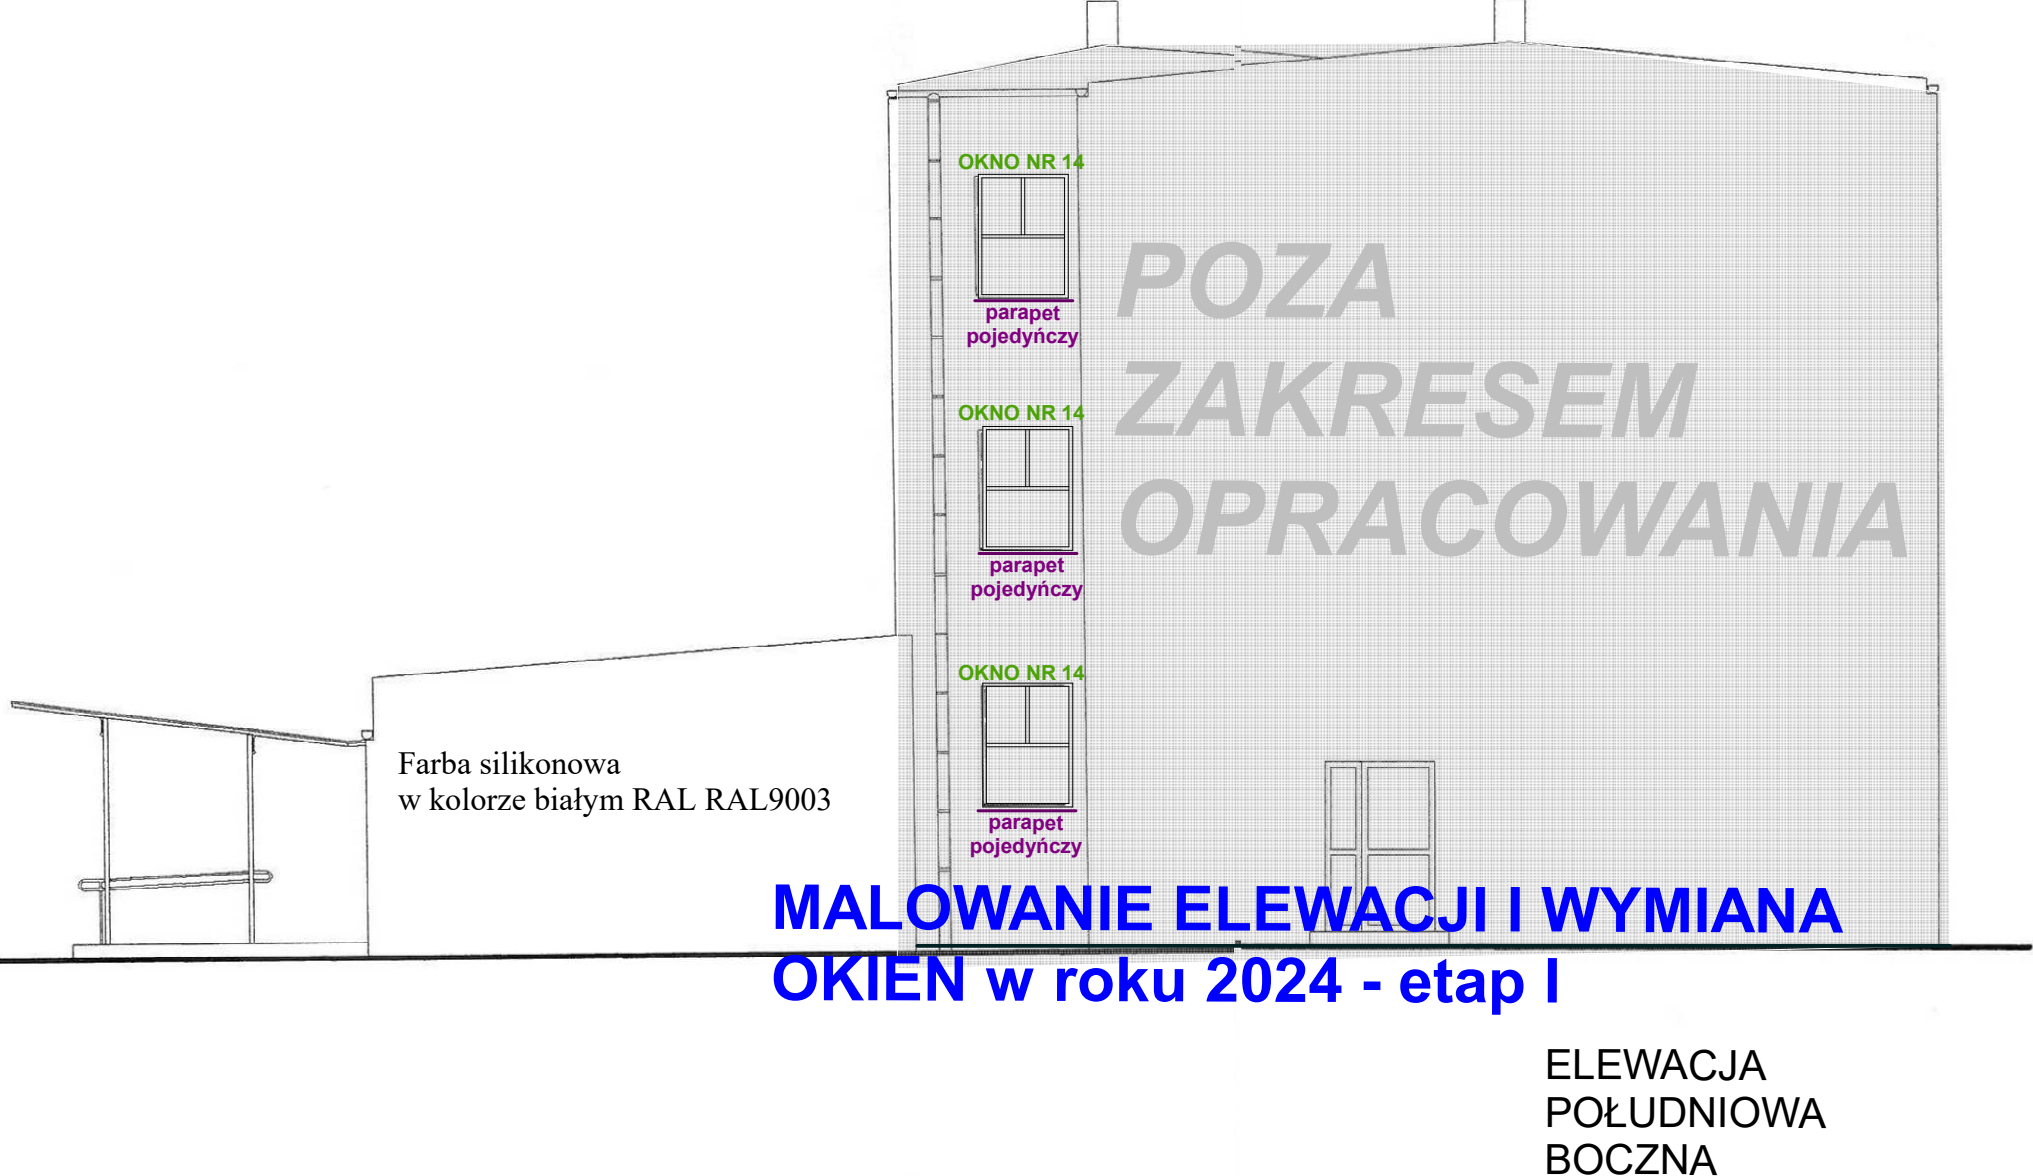 OKNO NR 14
parapet
pojedyńczy
POZA
ZAKRESEM
OPRACOWANIA
OKNO NR 14
parapet
pojedyńczy
OKNO NR 14
parapet
pojedyńczy
Farba silikonowa
w kolorze białym RAL RAL9003
MALOWANIE ELEWACJI I WYMIANA
OKIEN w roku 2024 - etap I
ELEWACJA
POŁUDNIOWA
BOCZNA